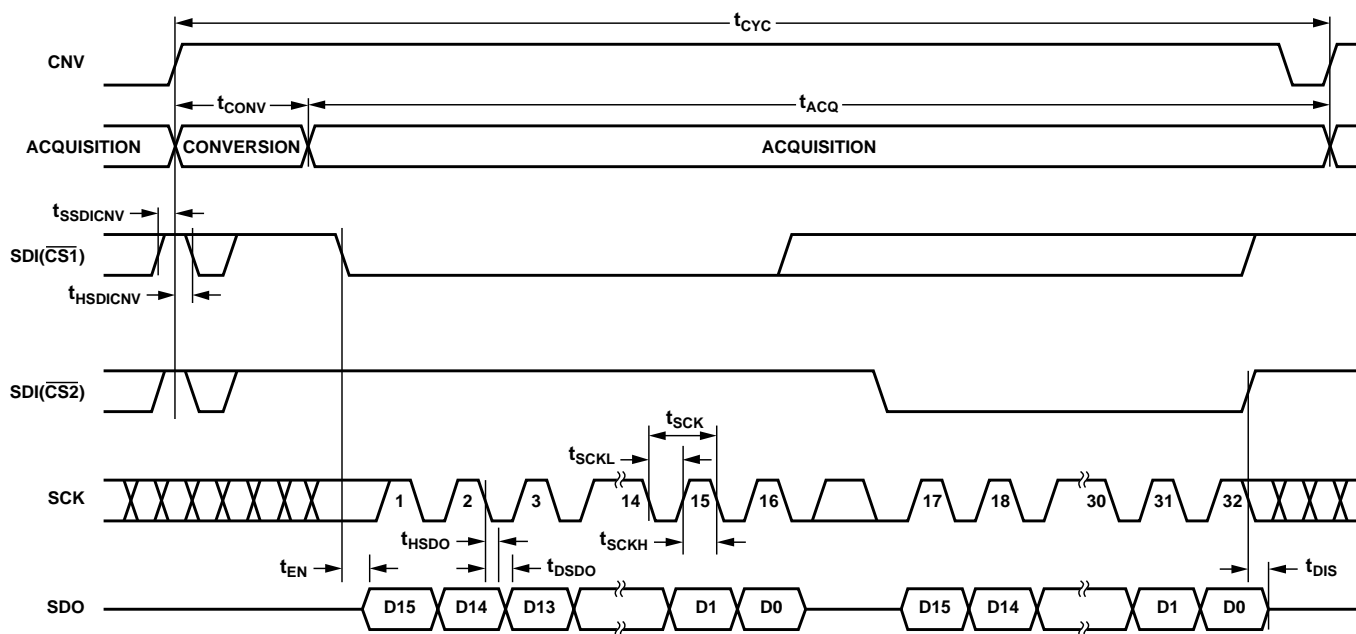 tCYC
CNV
tCONV
tACQ
ACQUISITION CONVERSION ACQUISITION
tSSDICNV
SDI(CS1)
tHSDICNV
SDI(CS2)
tSCK
tSCKL
SCK 1 2 3 14 15 16 17 18 30 31 32
tHSDO tSCKH
tEN tDSDO tDIS
SDO D15 D14 D13 D1 D0 D15 D14 D1 D0